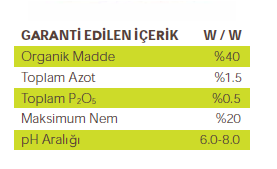 GARANTİ EDİLEN İÇERİK W / W
Organik Madde %40
Toplam Azot %1.5
Toplam P₂O₅ %0.5
Maksimum Nem %20
pH Aralığı 6.0-8.0